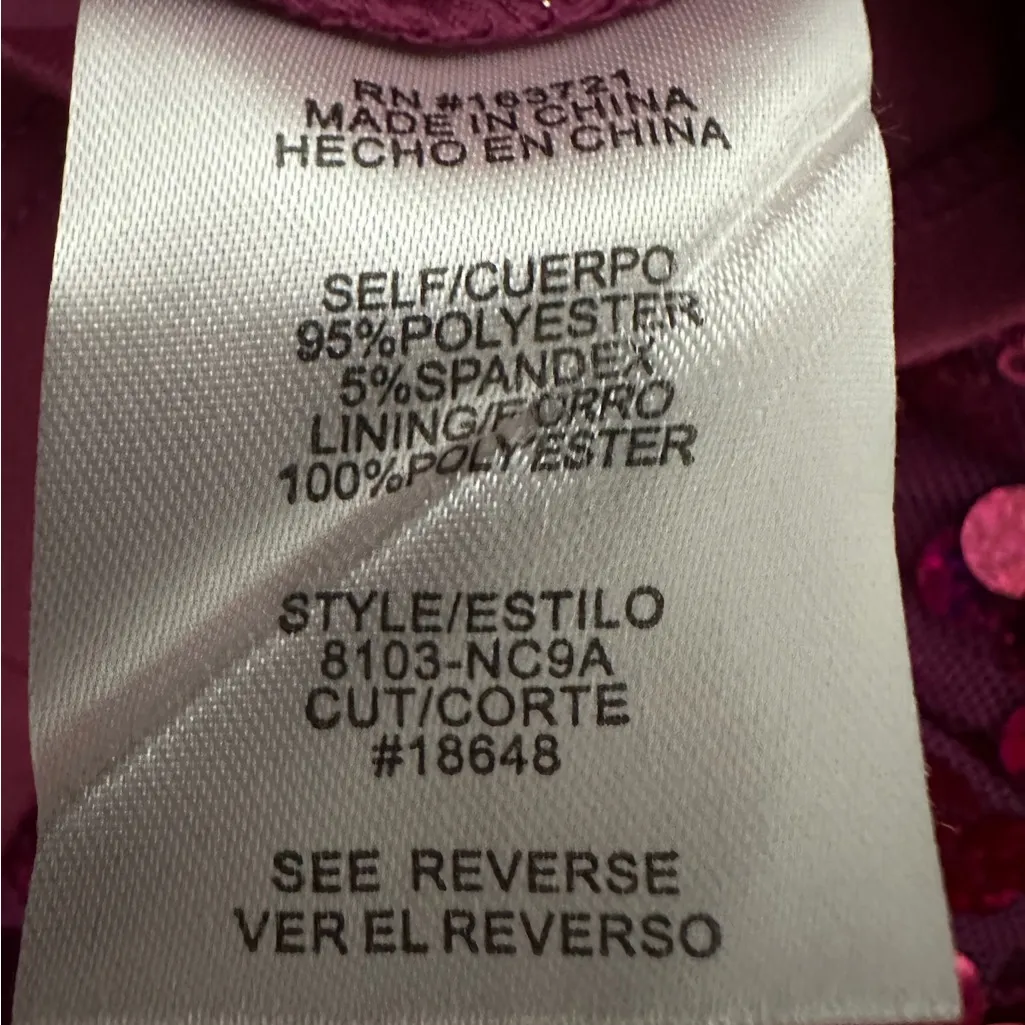 RN #163721
MADE IN CHINA
HECHO EN CHINA
SELF/CUERPO
95%POLYESTER
5%SPANDEX
LINING/FORRO
100%POLYESTER
STYLE/ESTILO
8103-NC9A
CUT/CORTE
#18648
SEE REVERSE
VER EL REVERSO